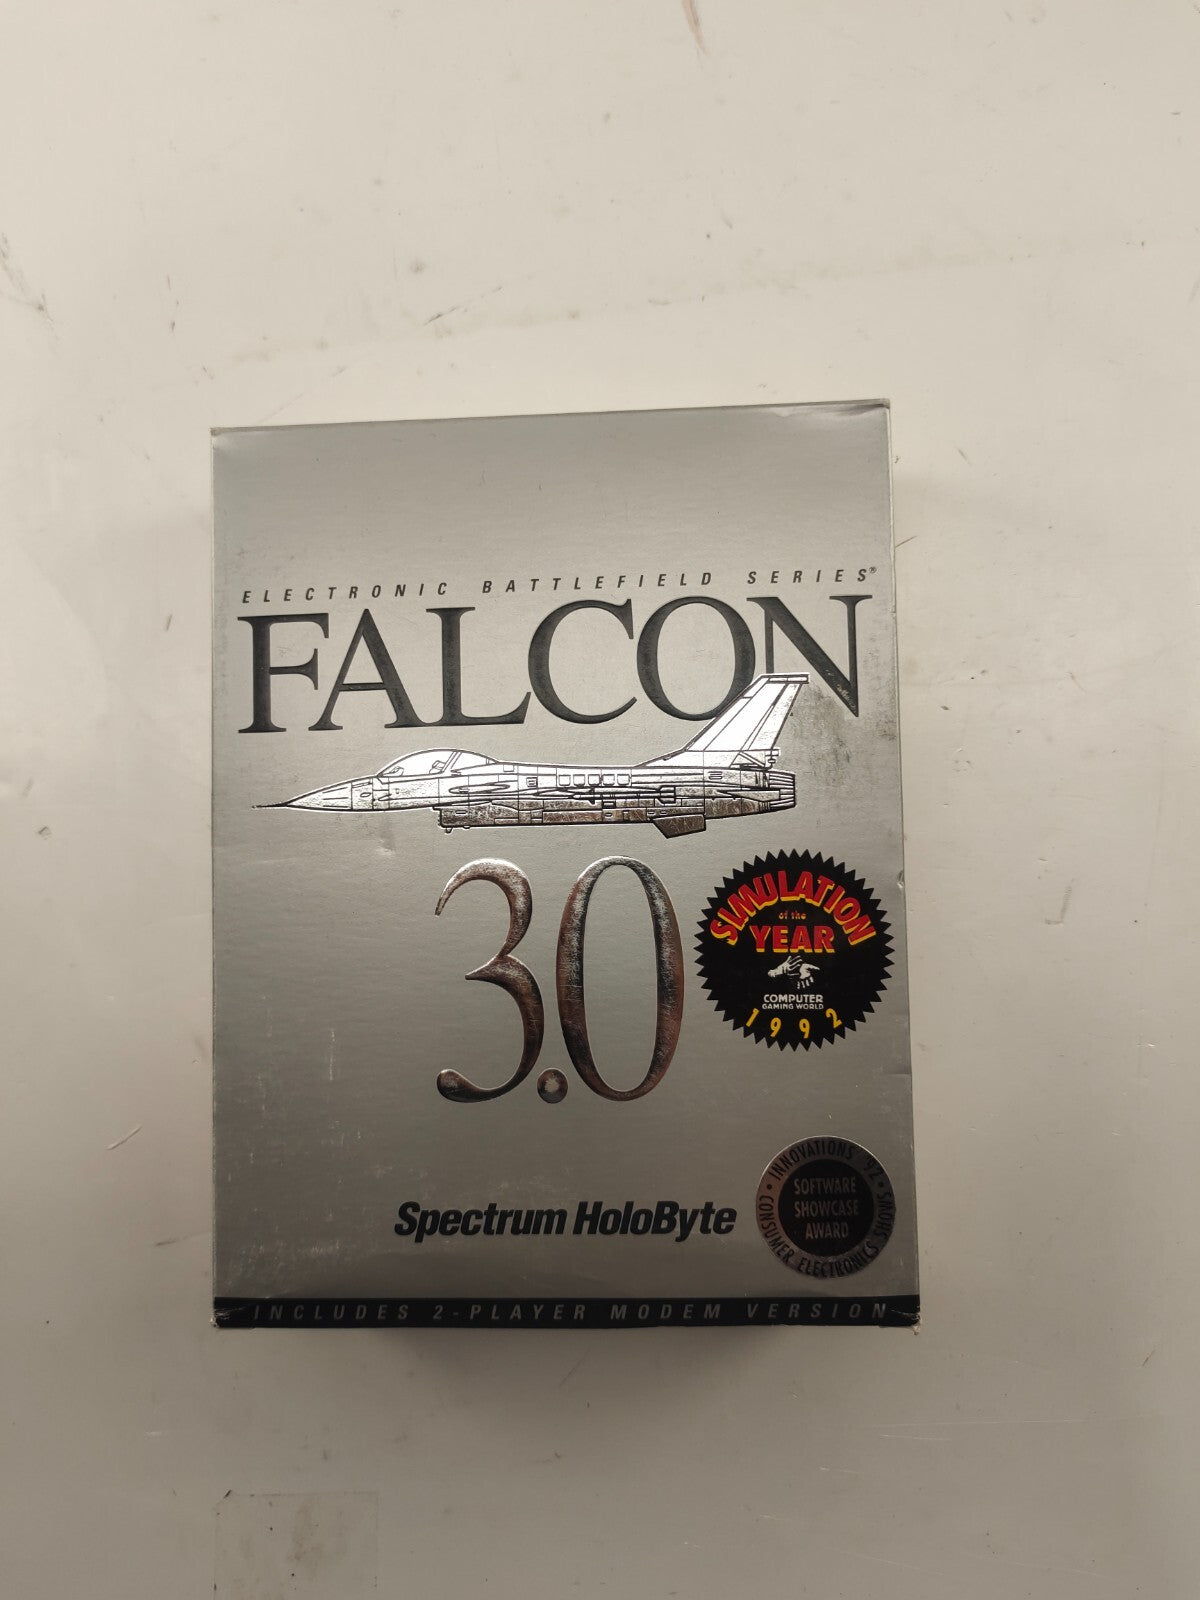 ELECTRONIC BATTLEFIELD SERIES®
FALCON
3.0
SIMULATION
of the
YEAR
COMPUTER
GAMING WORLD
1992
Spectrum HoloByte
INNOVATIONS '92
SOFTWARE
SHOWCASE
AWARD
CONSUMER ELECTRONICS SHOWS
INCLUDES 2-PLAYER MODEM VERSION